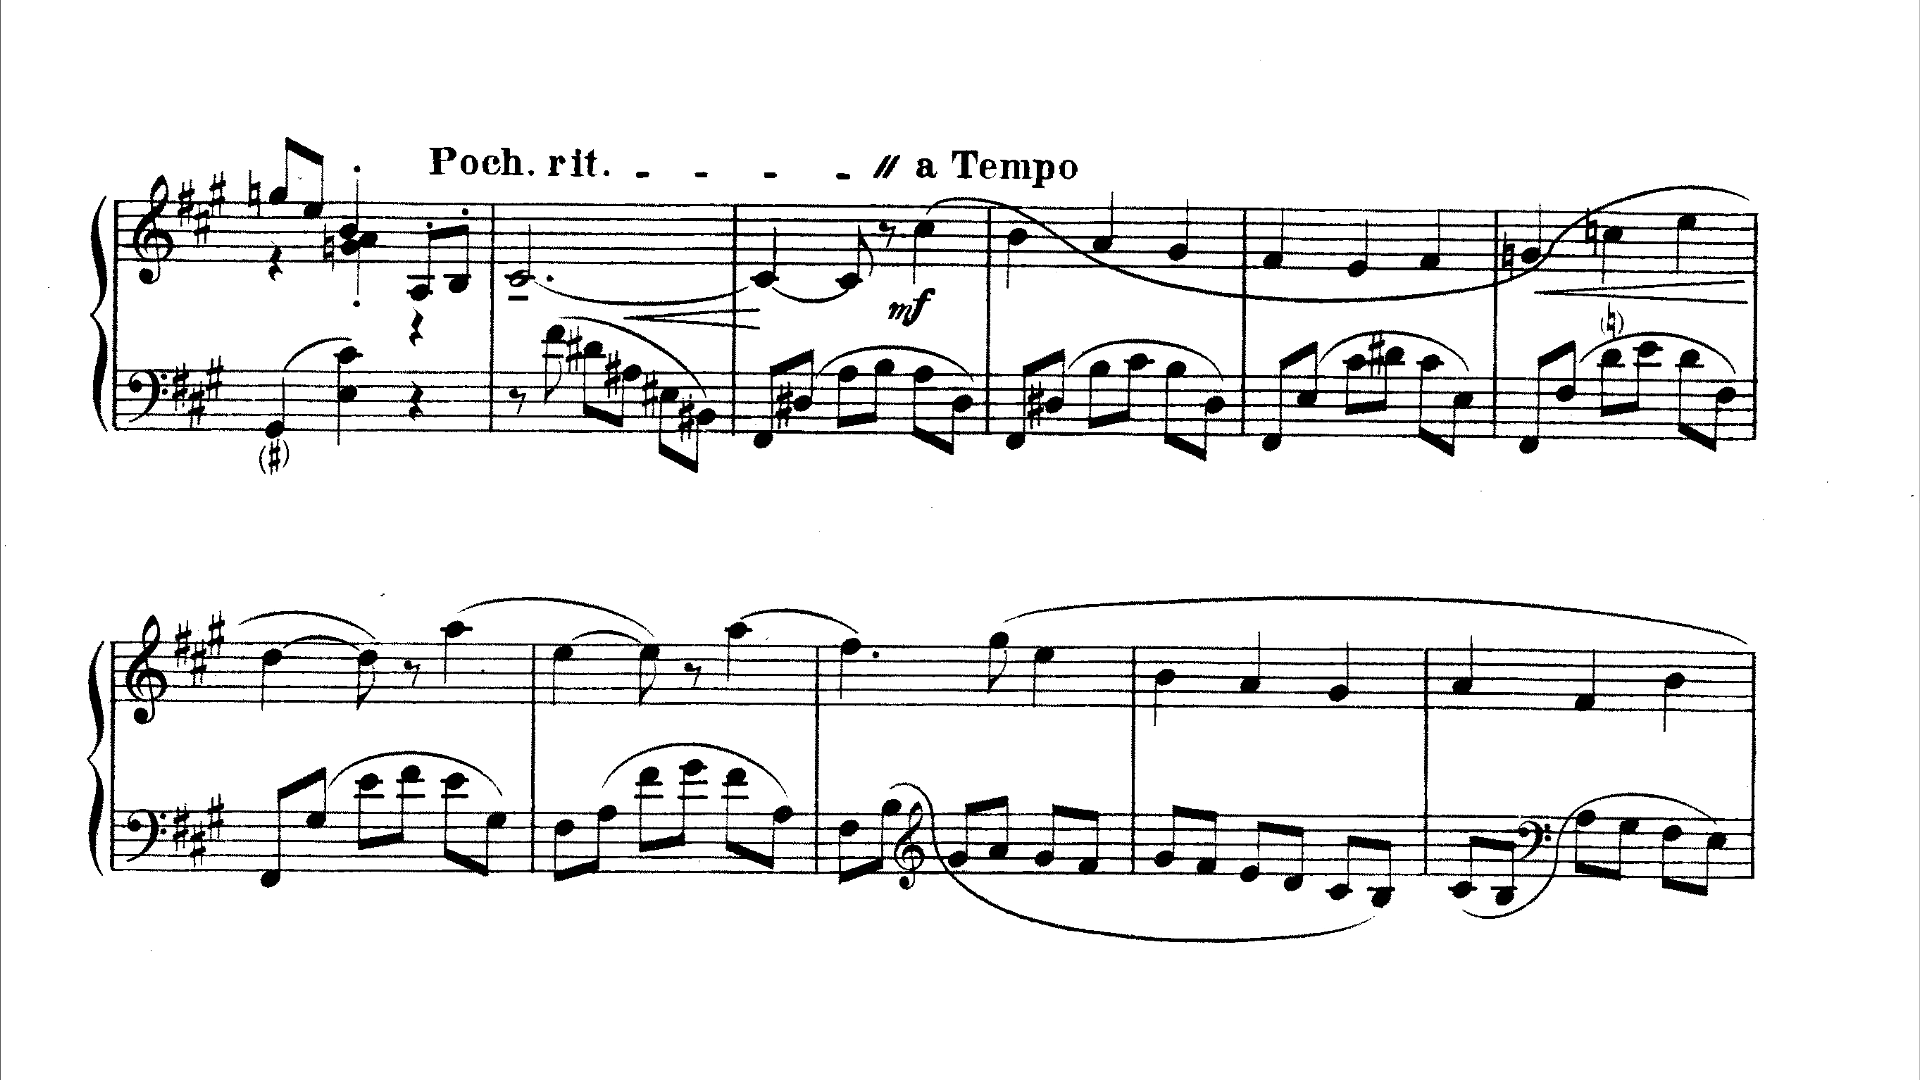 Poch. rit. - - - - // a Tempo
mf